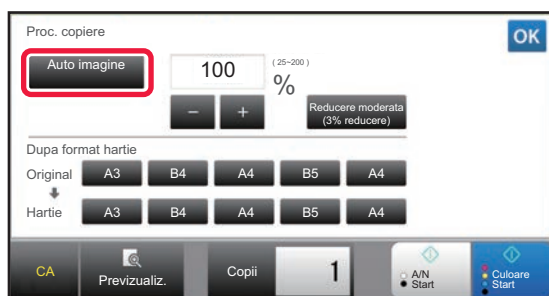 Proc. copiere
OK
Auto imagine
100
(25~200)
%
−
+
Reducere moderata
(3% reducere)
Dupa format hartie
Original A3 B4 A4 B5 A4
Hartie A3 B4 A4 B5 A4
CA
Previzualiz.
Copii
1
A/N
Start
Culoare
Start